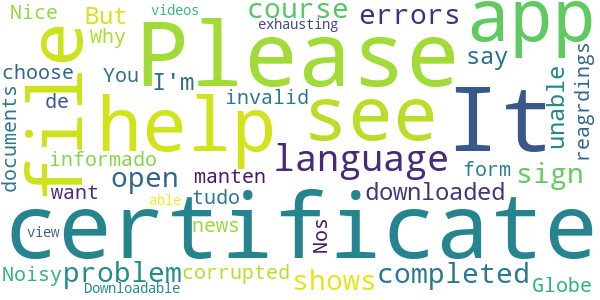 Nice
But
videos
exhausting
course
errors
app
Why
Please
choose
You
I'm
say
documents
de
file
invalid
see
unable
reagrdings
help
It
informado
language
form
sign
want
open
manten
tudo
downloaded
able
certificate
view
news
Nos
Noisy
problem
corrupted
shows
completed
Globe
Downloadable